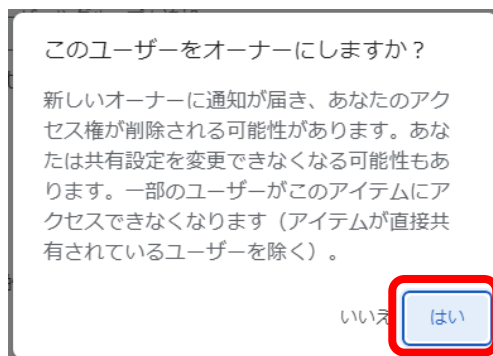 このユーザーをオーナーにしますか？
新しいオーナーに通知が届き、あなたのアク
セス権が削除される可能性があります。あな
たは共有設定を変更できなくなる可能性もあ
ります。一部のユーザーがこのアイテムにア
クセスできなくなります（アイテムが直接共
有されているユーザーを除く）。
いいえ はい